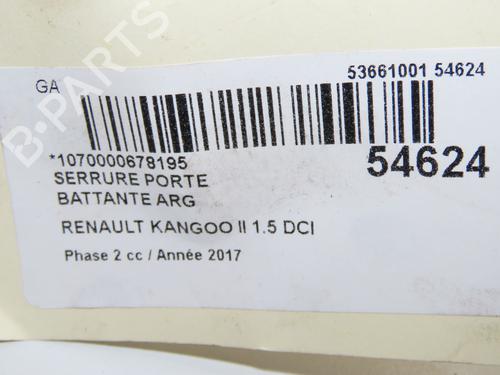 GA
53661001 54624
B-PARTS
*1070000678195
54624
SERRURE PORTE
BATTANTE ARG
RENAULT KANGOO II 1.5 DCI
Phase 2 cc / Année 2017